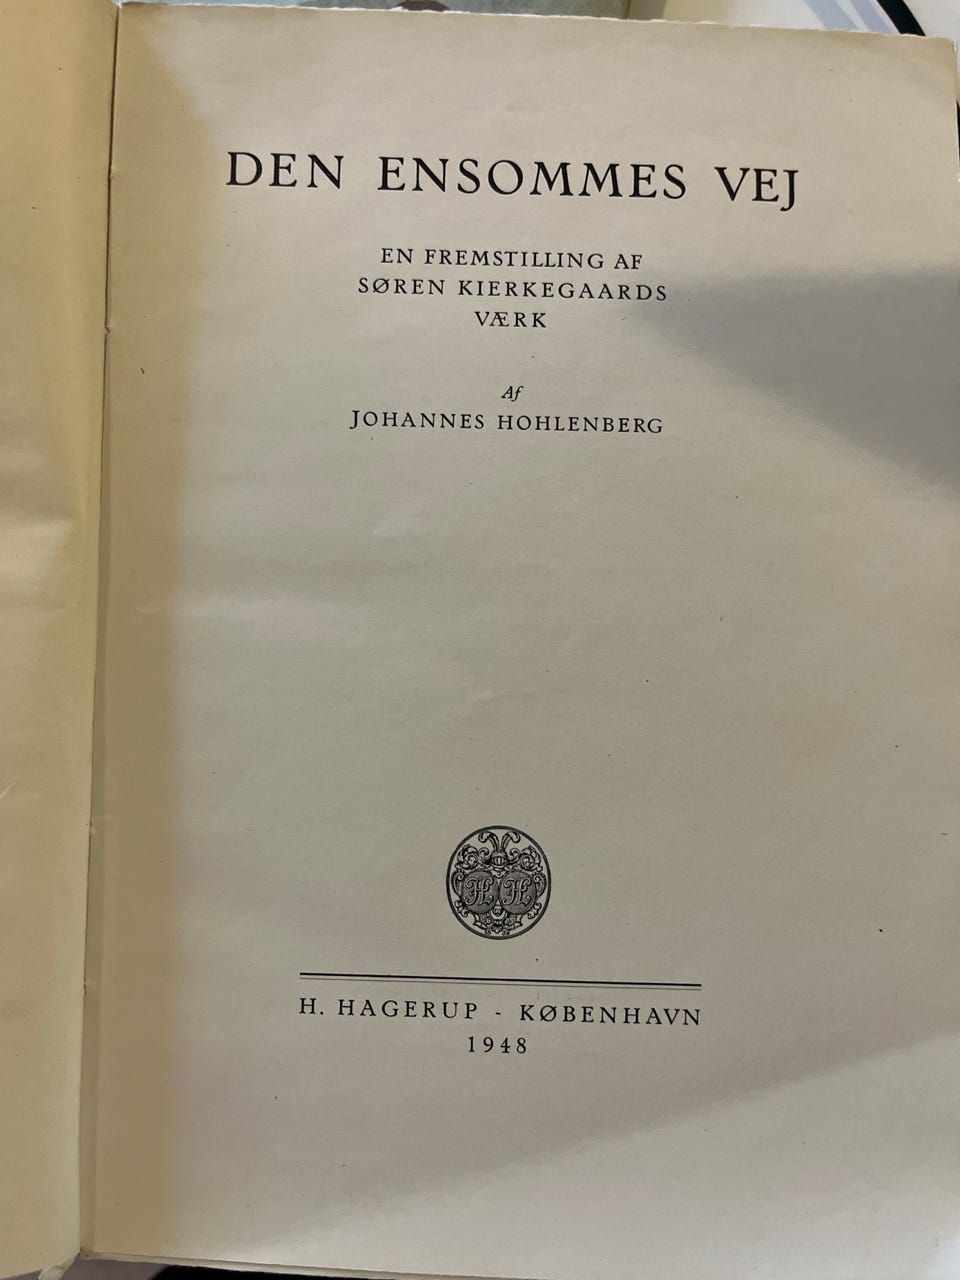 DEN ENSOMMES VEJ
EN FREMSTILLING AF
SØREN KIERKEGAARDS
VÆRK
Af
JOHANNES HOHLENBERG
H H
H. HAGERUP - KØBENHAVN
1948